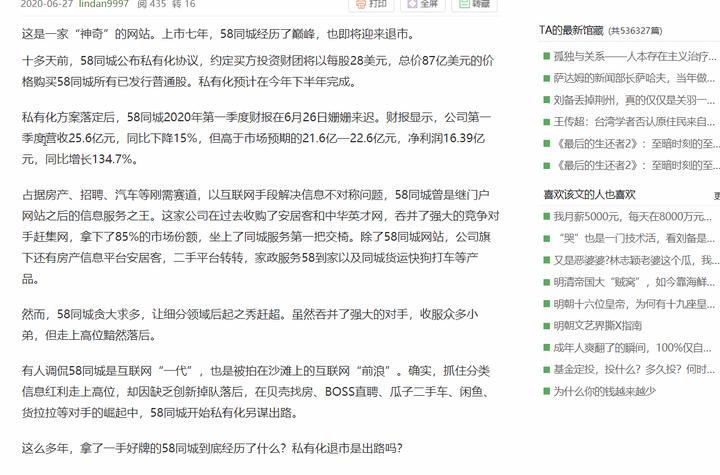 2020-06-27 lindan9997 阅 435 转 16
打印 全屏 转藏
这是一家“神奇”的网站。上市七年，58同城经历了巅峰，也即将迎来退市。
十多天前，58同城公布私有化协议，约定买方投资财团将以每股28美元，总价87亿美元的价
格购买58同城所有已发行普通股。私有化预计在今年下半年完成。
私有化方案落定后，58同城2020年第一季度财报在6月26日姗姗来迟。财报显示，公司第一
季度营收25.6亿元，同比下降15%，但高于市场预期的21.6亿—22.6亿元，净利润16.39亿
元，同比增长134.7%。
占据房产、招聘、汽车等刚需赛道，以互联网手段解决信息不对称问题，58同城曾是继门户
网站之后的信息服务之王。这家公司在过去收购了安居客和中华英才网，吞并了强大的竞争对
手赶集网，拿下了85%的市场份额，坐上了同城服务第一把交椅。除了58同城网站，公司旗
下还有房产信息平台安居客，二手平台转转，家政服务58到家以及同城货运快狗打车等产
品。
然而，58同城贪大求多，让细分领域后起之秀赶超。虽然吞并了强大的对手，收服众多小
弟，但走上高位黯然落后。
有人调侃58同城是互联网“一代”，也是被拍在沙滩上的互联网“前浪”。确实，抓住分类
信息红利走上高位，却因缺乏创新掉队落后，在贝壳找房、BOSS直聘、瓜子二手车、闲鱼、
货拉拉等对手的崛起中，58同城开始私有化另谋出路。
这么多年，拿了一手好牌的58同城到底经历了什么？私有化退市是出路吗？
TA的最新馆藏 (共536327篇)
孤独与关系——人本存在主义治疗...
萨达姆的新闻部长萨哈夫，当年做...
刘备丢掉荆州，真的仅仅是关羽一...
王传超：台湾学者否认原住民来自...
《最后的生还者2》：至暗时刻的至...
《最后的生还者2》：至暗时刻的至...
喜欢该文的人也喜欢
我月薪5000元，每天在8000万元...
“哭”也是一门技术活，看刘备是...
又是恶婆婆?林志颖老婆这个瓜，我...
明清帝国大“贼窝”，如今靠海鲜...
明朝十六位皇帝，为何有十九座皇...
明朝文艺界撕X指南
成年人爽翻了的瞬间，100%仅自...
基金定投，投什么？多久投？何时...
为什么你的钱越来越少